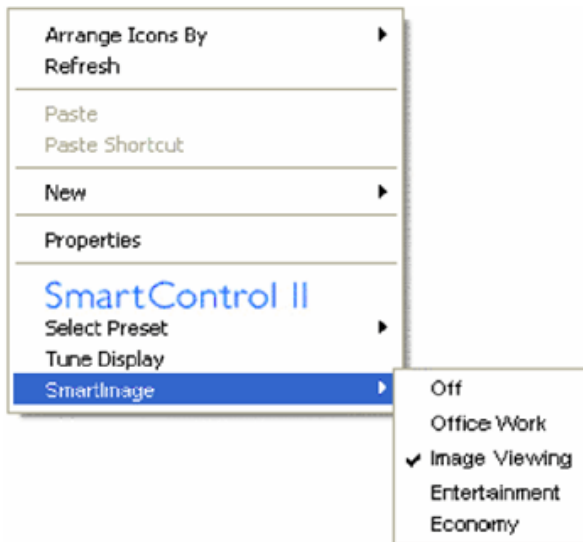 Arrange Icons By
Refresh
Paste
Paste Shortcut
New
Properties
SmartControl II
Select Preset
Tune Display
SmartImage
Off
Office Work
Image Viewing
Entertainment
Economy